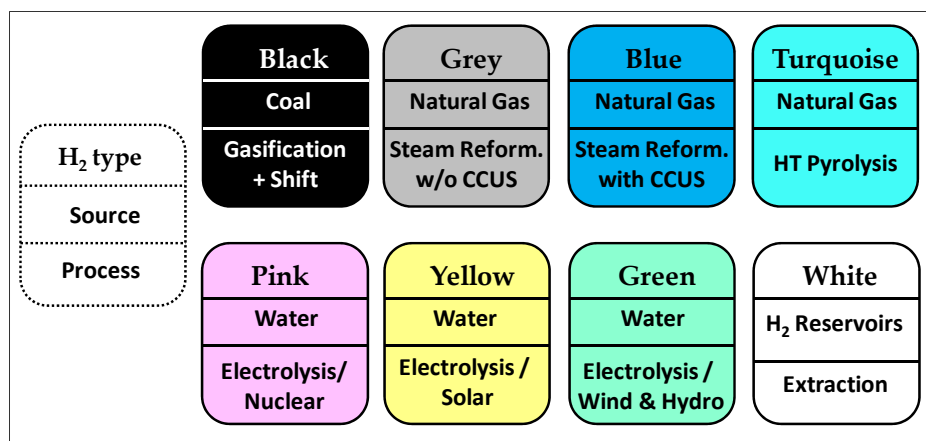 H₂ type
Source
Process
Black
Coal
Gasification
+ Shift
Grey
Natural Gas
Steam Reform.
w/o CCUS
Blue
Natural Gas
Steam Reform.
with CCUS
Turquoise
Natural Gas
HT Pyrolysis
Pink
Water
Electrolysis/
Nuclear
Yellow
Water
Electrolysis /
Solar
Green
Water
Electrolysis /
Wind & Hydro
White
H₂ Reservoirs
Extraction